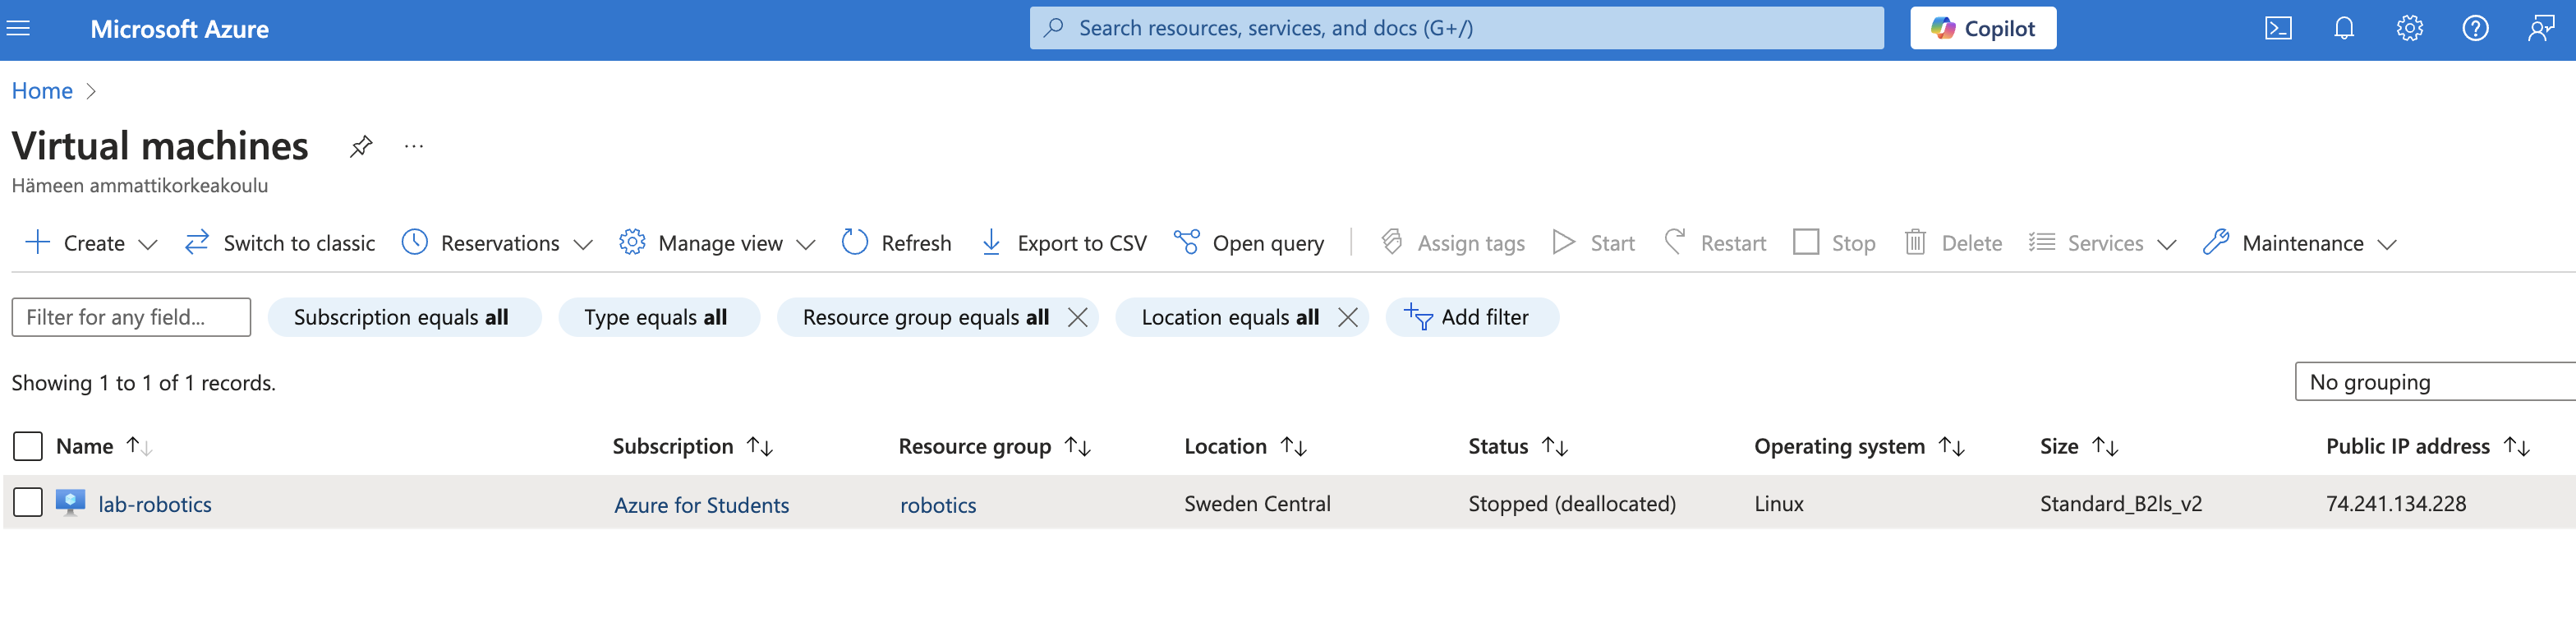 Microsoft Azure
Search resources, services, and docs (G+/)
Copilot
Home
Virtual machines
Hämeen ammattikorkeakoulu
Create Switch to classic Reservations Manage view Refresh Export to CSV Open query Assign tags Start Restart Stop Delete Services Maintenance
Filter for any field... Subscription equals all Type equals all Resource group equals all Location equals all Add filter
Showing 1 to 1 of 1 records.
No grouping
Name Subscription Resource group Location Status Operating system Size Public IP address
lab-robotics Azure for Students robotics Sweden Central Stopped (deallocated) Linux Standard_B2ls_v2 74.241.134.228